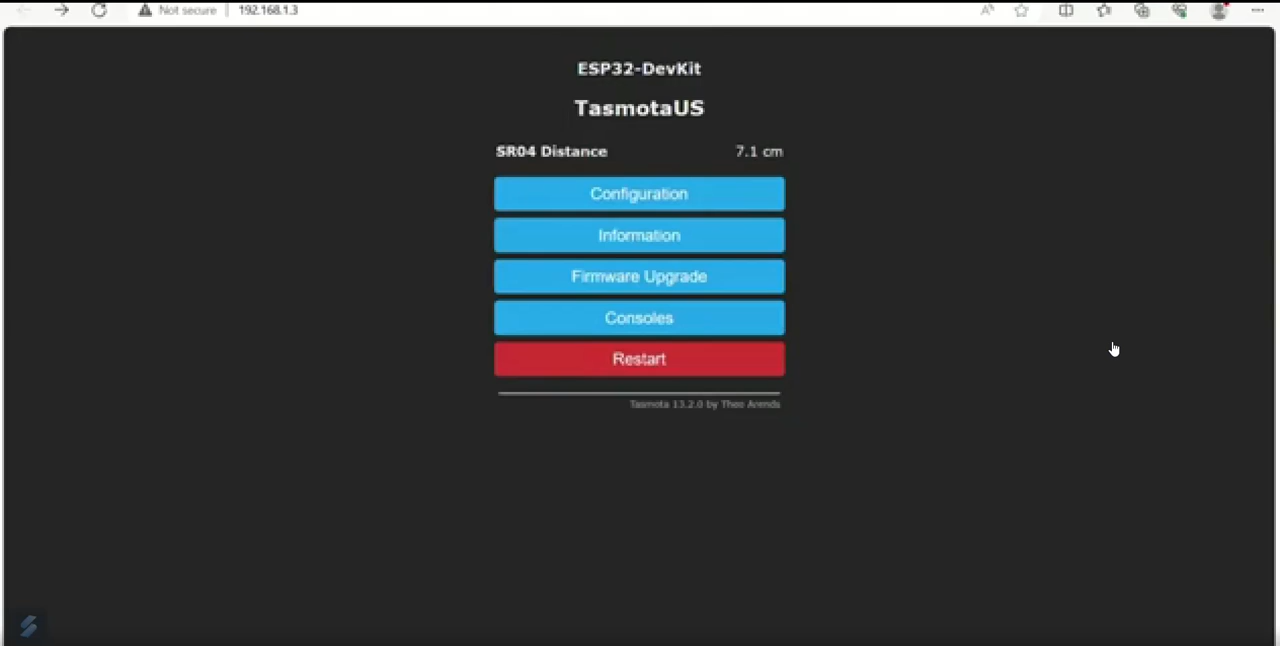 Not secure | 192.168.1.3
ESP32-DevKit
TasmotaUS
SR04 Distance 7.1 cm
Configuration
Information
Firmware Upgrade
Consoles
Restart
Tasmota 13.2.0 by Theo Arends